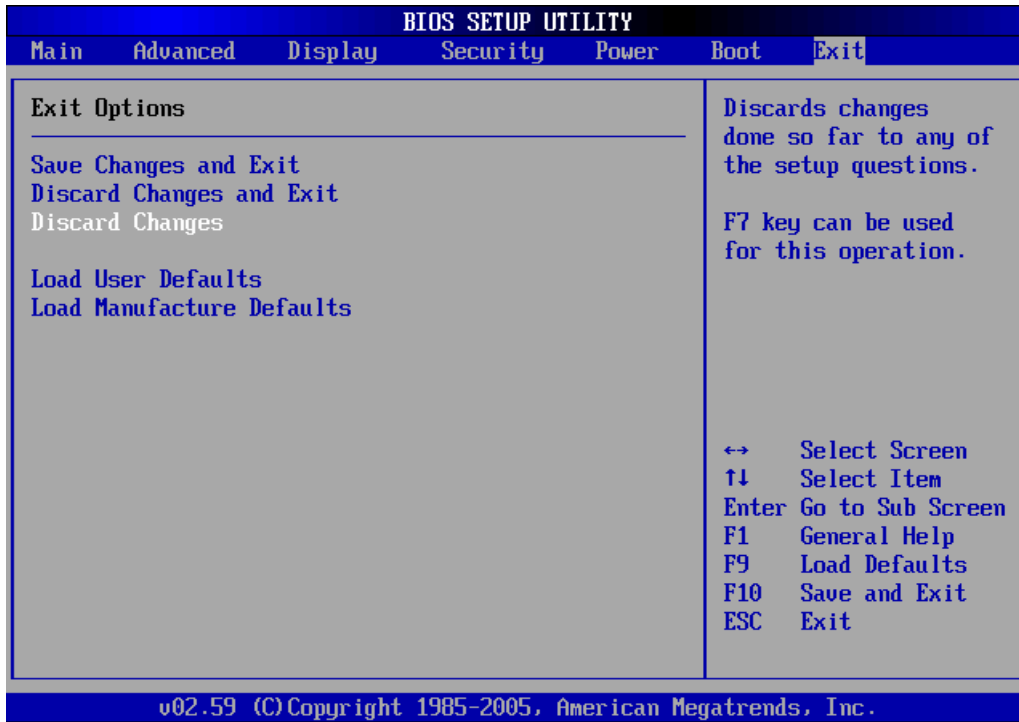 BIOS SETUP UTILITY
Main Advanced Display Security Power Boot Exit
Exit Options
Save Changes and Exit
Discard Changes and Exit
Discard Changes
Load User Defaults
Load Manufacture Defaults
Discards changes
done so far to any of
the setup questions.
F7 key can be used
for this operation.
←→ Select Screen
↑↓ Select Item
Enter Go to Sub Screen
F1 General Help
F9 Load Defaults
F10 Save and Exit
ESC Exit
v02.59 (C)Copyright 1985-2005, American Megatrends, Inc.